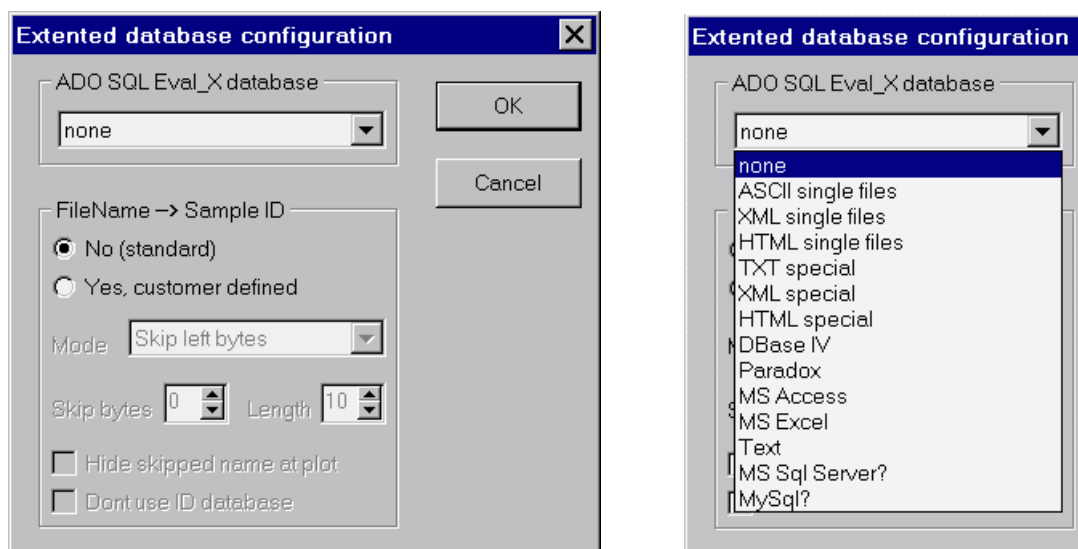 Extented database configuration
ADO SQL Eval_X database
none
OK
Cancel
FileName --> Sample ID
No (standard)
Yes, customer defined
Mode Skip left bytes
Skip bytes 0 Length 10
Hide skipped name at plot
Dont use ID database
Extented database configuration
ADO SQL Eval_X database
none
none
ASCII single files
XML single files
HTML single files
TXT special
XML special
HTML special
DBase IV
Paradox
MS Access
MS Excel
Text
MS Sql Server?
MySql?